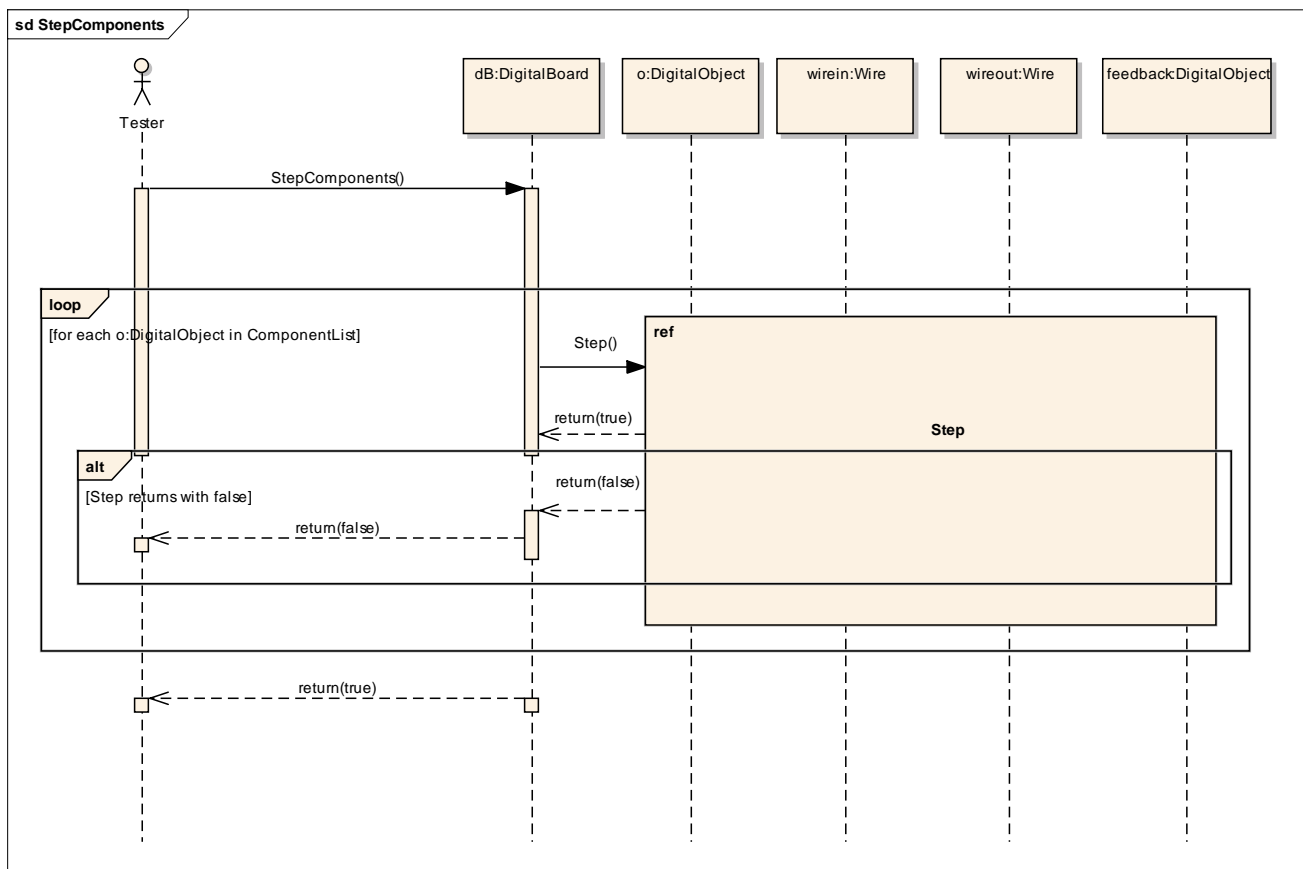 sd StepComponents
Tester
dB:DigitalBoard
o:DigitalObject
wirein:Wire
wireout:Wire
feedback:DigitalObject
StepComponents()
loop
[for each o:DigitalObject in ComponentList]
ref
Step()
return(true)
Step
alt
[Step returns with false]
return(false)
return(false)
return(true)